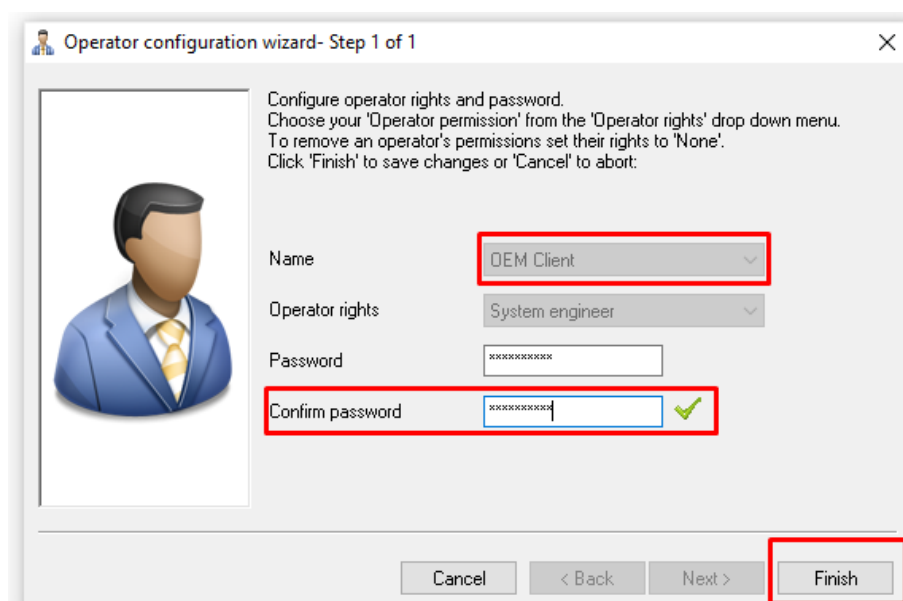 Operator configuration wizard- Step 1 of 1
Configure operator rights and password.
Choose your 'Operator permission' from the 'Operator rights' drop down menu.
To remove an operator's permissions set their rights to 'None'.
Click 'Finish' to save changes or 'Cancel' to abort:
Name OEM Client
Operator rights System engineer
Password **********
Confirm password **********
Cancel < Back Next > Finish